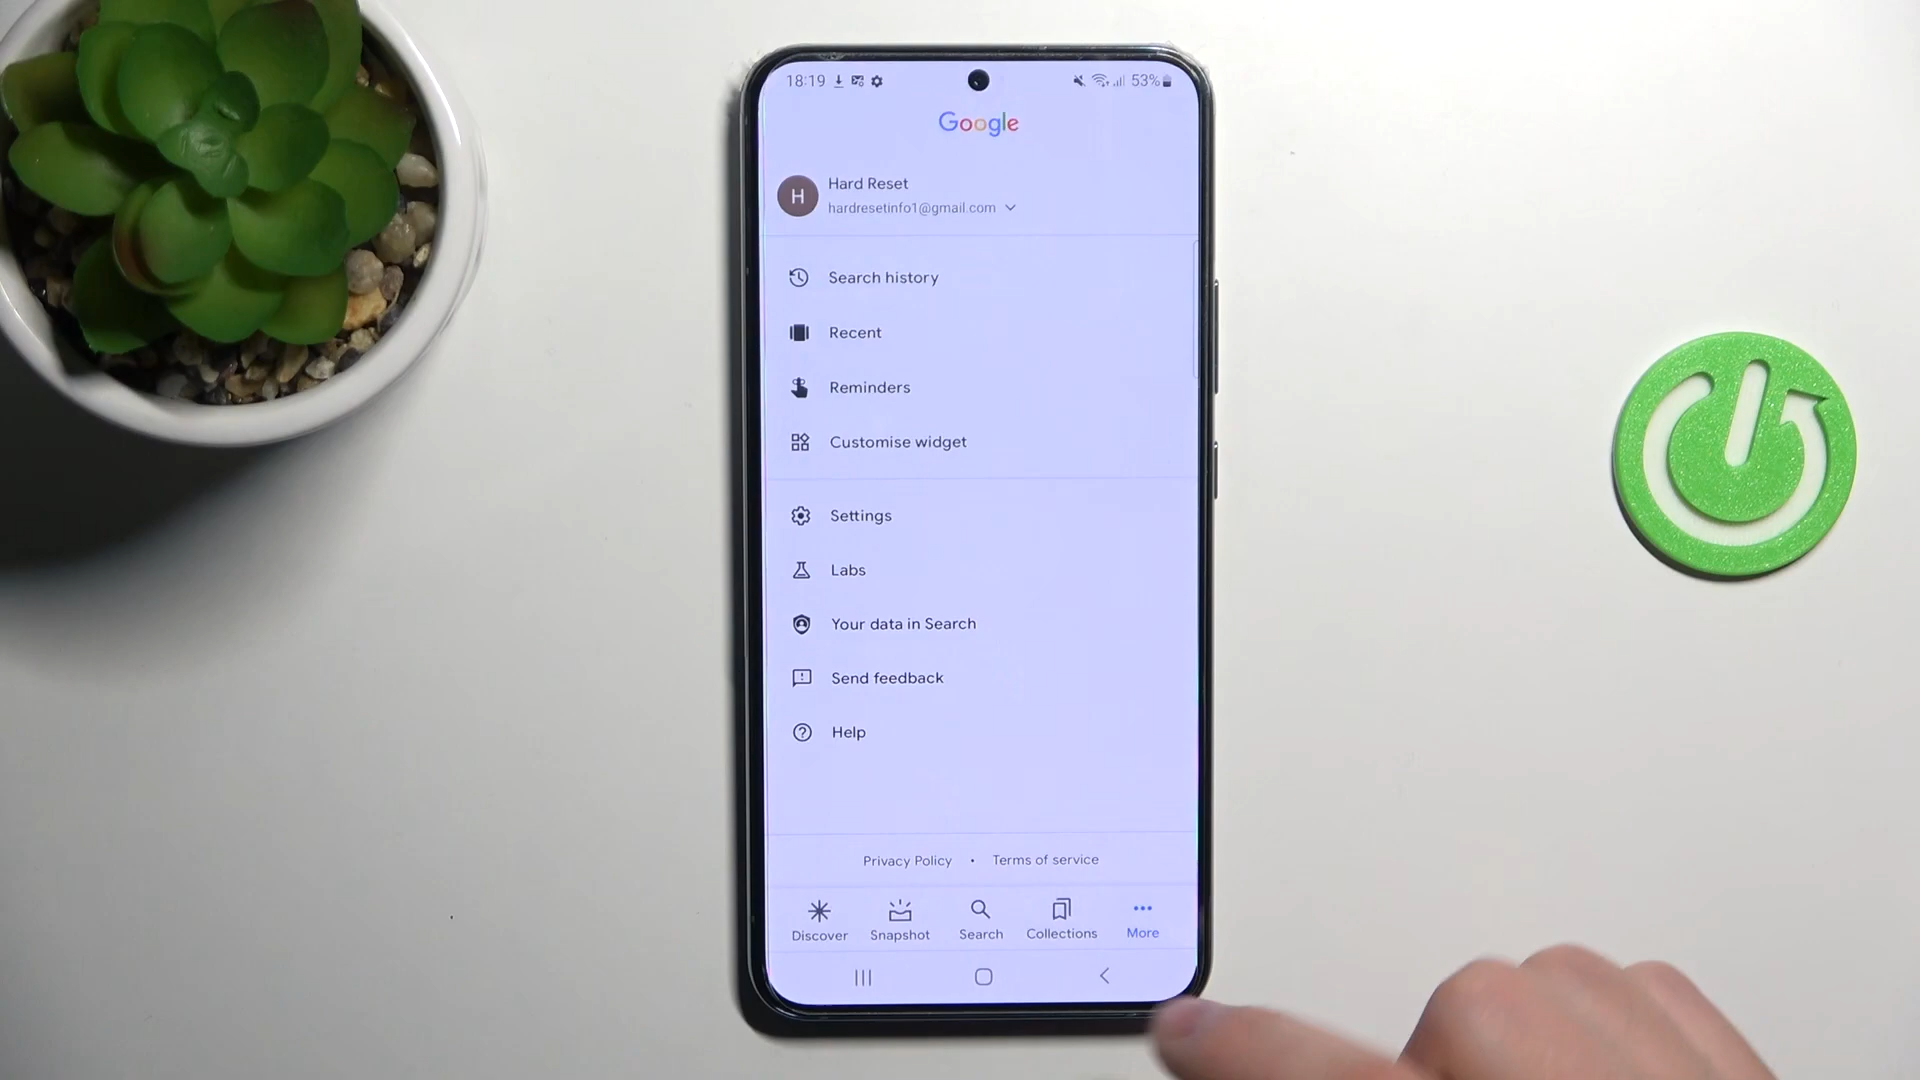 18:19 53%
Google
H
Hard Reset
hardresetinfo1@gmail.com
Search history
Recent
Reminders
Customise widget
Settings
Labs
Your data in Search
Send feedback
Help
Privacy Policy • Terms of service
Discover Snapshot Search Collections More